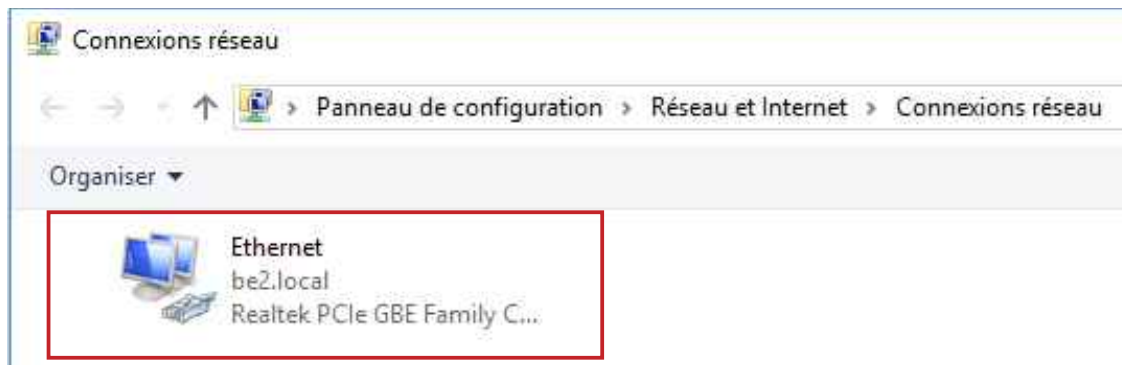 Connexions réseau
Panneau de configuration > Réseau et Internet > Connexions réseau
Organiser
Ethernet
be2.local
Realtek PCIe GBE Family C...